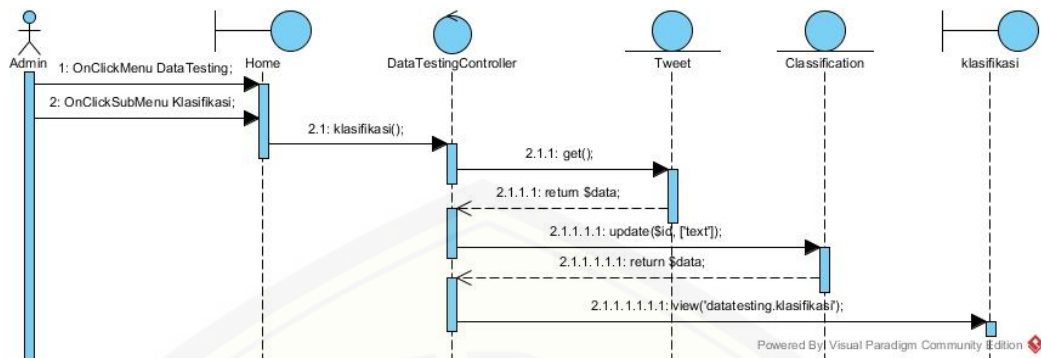 Admin
Home
DataTestingController
Tweet
Classification
klasifikasi
1: OnClickMenu DataTesting;
2: OnClickSubMenu Klasifikasi;
2.1: klasifikasi();
2.1.1: get();
2.1.1.1: return $data;
2.1.1.1.1: update($id, ['text']);
2.1.1.1.1.1: return $data;
2.1.1.1.1.1.1: view('datatesting.klasifikasi');
Powered By Visual Paradigm Community Edition